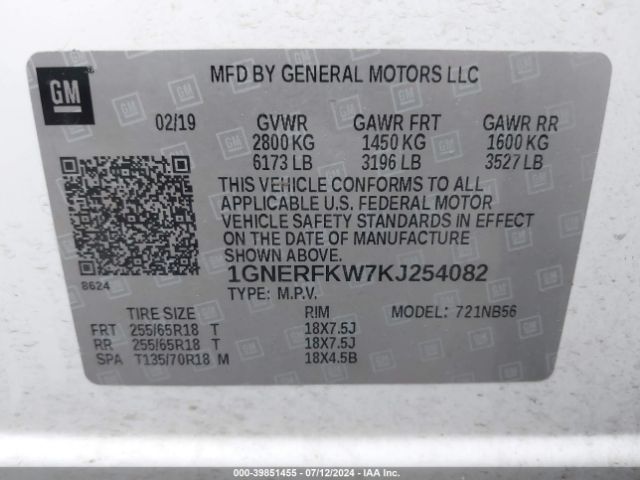 GM
MFD BY GENERAL MOTORS LLC
02/19 GVWR GAWR FRT GAWR RR
2800 KG 1450 KG 1600 KG
6173 LB 3196 LB 3527 LB
THIS VEHICLE CONFORMS TO ALL
APPLICABLE U.S. FEDERAL MOTOR
VEHICLE SAFETY STANDARDS IN EFFECT
ON THE DATE OF MANUFACTURE
SHOWN ABOVE.
8624
1GNERFKW7KJ254082
TYPE: M.P.V. MODEL: 721NB56
TIRE SIZE RIM
FRT 255/65R18 T 18X7.5J
RR 255/65R18 T 18X7.5J
SPA T135/70R18 M 18X4.5B
000-39851455 - 07/12/2024 - IAAI.COM